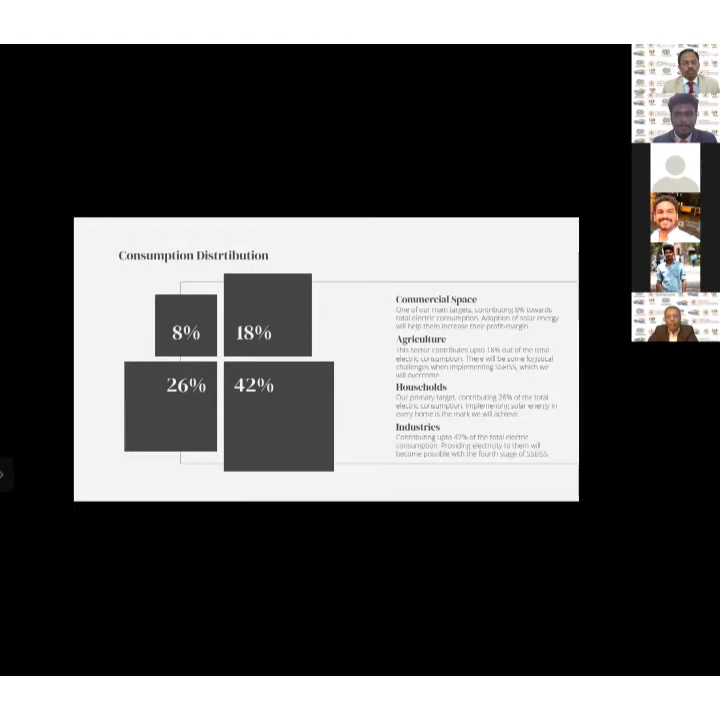 Consumption Distrtibution
8%
18%
26%
42%
Commercial Space
One of our main targets, contributing 8% towards
total electric consumption. Adaption of solar energy
will help them increase their profit-margin.
Agriculture
This sector contributes upto 18% out of the total
electric consumption. There will be some logistical
challenges when implementing which we
will overcome.
Households
Our primary target, contributing 26% of the total
electric consumption. Implementing solar energy in
every home is the mark we will achieve.
Industries
Contributing upto 42% of the total electric
consumption. Providing electricity to them will
become possible with the fourth stage of